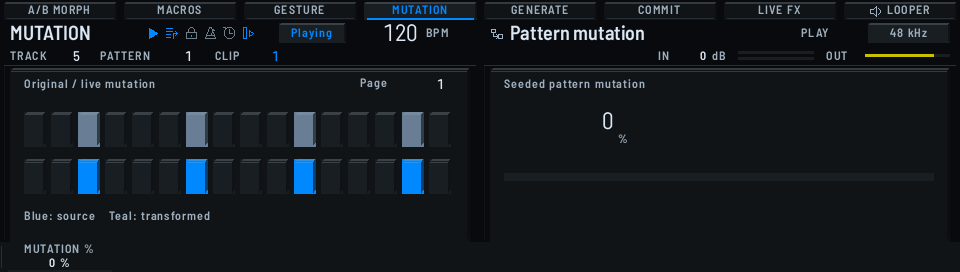 A/B MORPH MACROS GESTURE MUTATION GENERATE COMMIT LIVE FX LOOPER
MUTATION Playing 120 BPM Pattern mutation PLAY 48 kHz
TRACK 5 PATTERN 1 CLIP 1 IN 0 dB OUT
Original / live mutation Page 1 Seeded pattern mutation
0 %
Blue: source Teal: transformed
MUTATION %
0 %